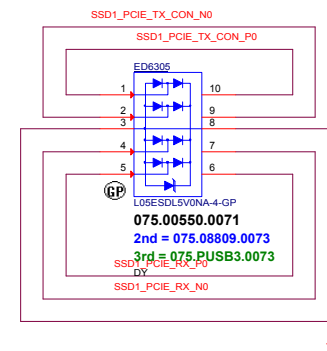 SSD1_PCIE_TX_CON_N0
SSD1_PCIE_TX_CON_P0
ED6305
1 10
2 9
3 8
4 7
5 6
GP
L05ESDL5V0NA-4-GP
075.00550.0071
2nd = 075.08809.0073
3rd = 075.PUSB3.0073
SSD1_PCIE_RX_P0
DY
SSD1_PCIE_RX_N0